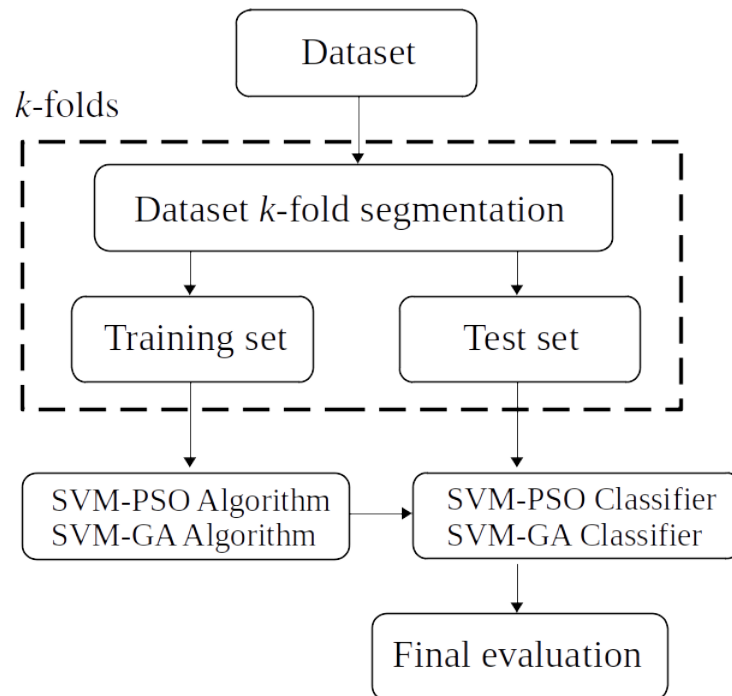 Dataset
k-folds
Dataset k-fold segmentation
Training set
Test set
SVM-PSO Algorithm
SVM-GA Algorithm
SVM-PSO Classifier
SVM-GA Classifier
Final evaluation